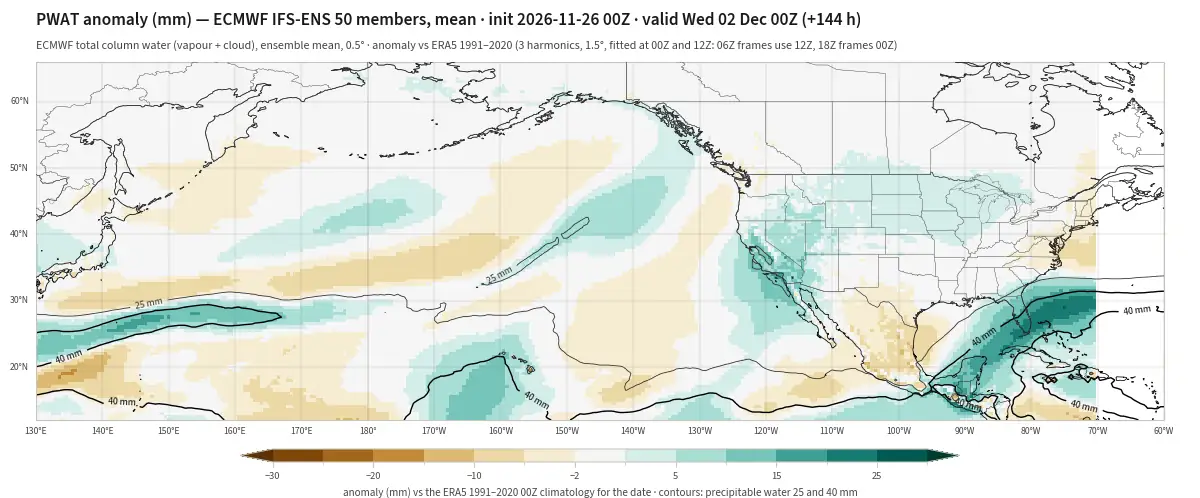 PWAT anomaly (mm) — ECMWF IFS-ENS 50 members, mean · init 2026-11-26 00Z · valid Wed 02 Dec 00Z (+144 h)
ECMWF total column water (vapour + cloud), ensemble mean, 0.5° · anomaly vs ERA5 1991–2020 (3 harmonics, 1.5°, fitted at 00Z and 12Z: 06Z frames use 12Z, 18Z frames 00Z)
60°N
50°N
40°N
30°N
20°N
25 mm
25 mm
40 mm
40 mm
40 mm
40 mm
40 mm
40 mm
40 mm
130°E 140°E 150°E 160°E 170°E 180° 170°W 160°W 150°W 140°W 130°W 120°W 110°W 100°W 90°W 80°W 70°W 60°W
−30 −20 −10 −2 5 15 25
anomaly (mm) vs the ERA5 1991–2020 00Z climatology for the date · contours: precipitable water 25 and 40 mm